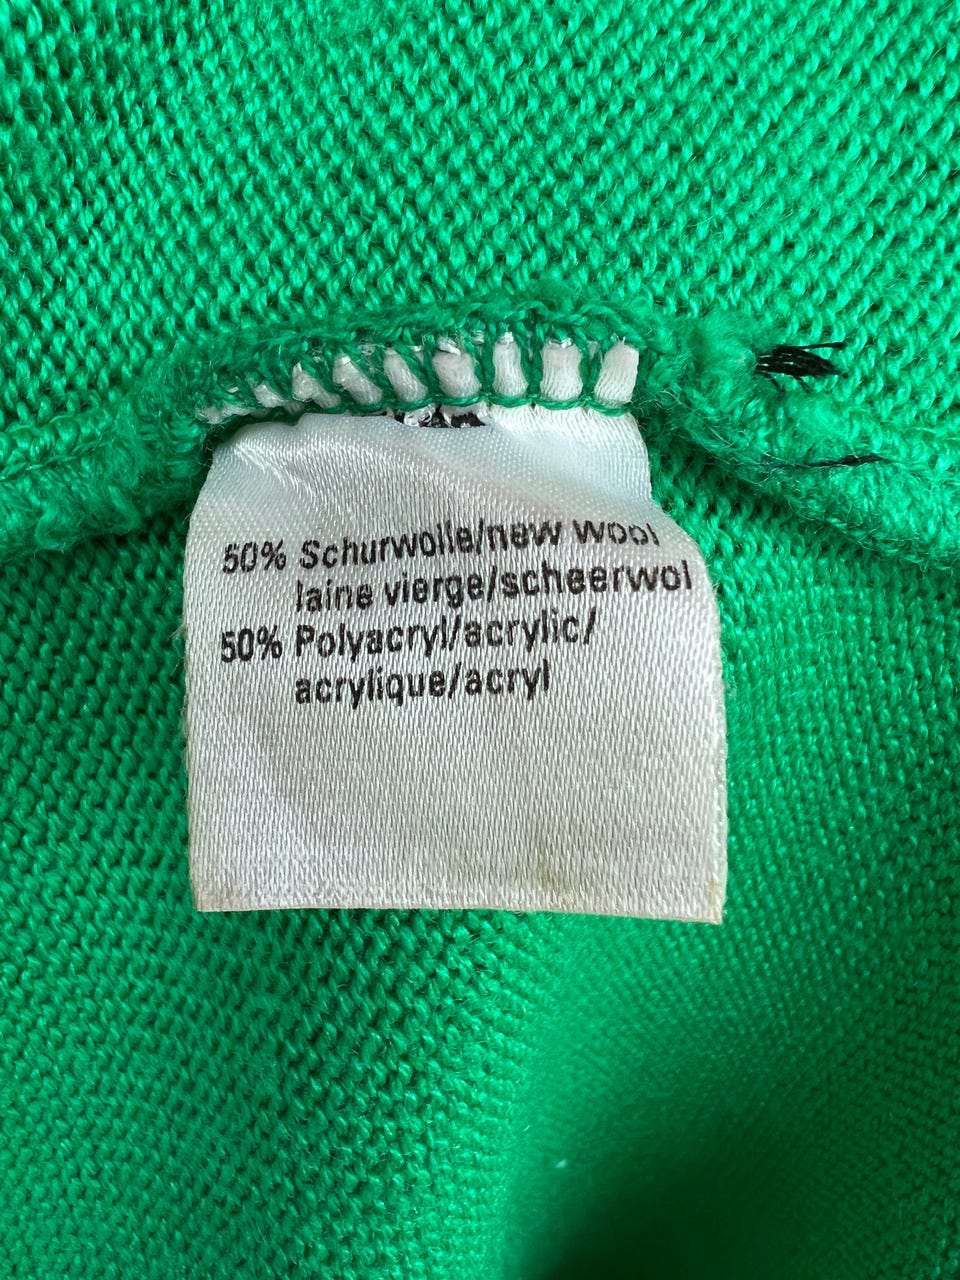 50% Schurwolle/new wool
laine vierge/scheerwol
50% Polyacryl/acrylic/
acrylique/acryl